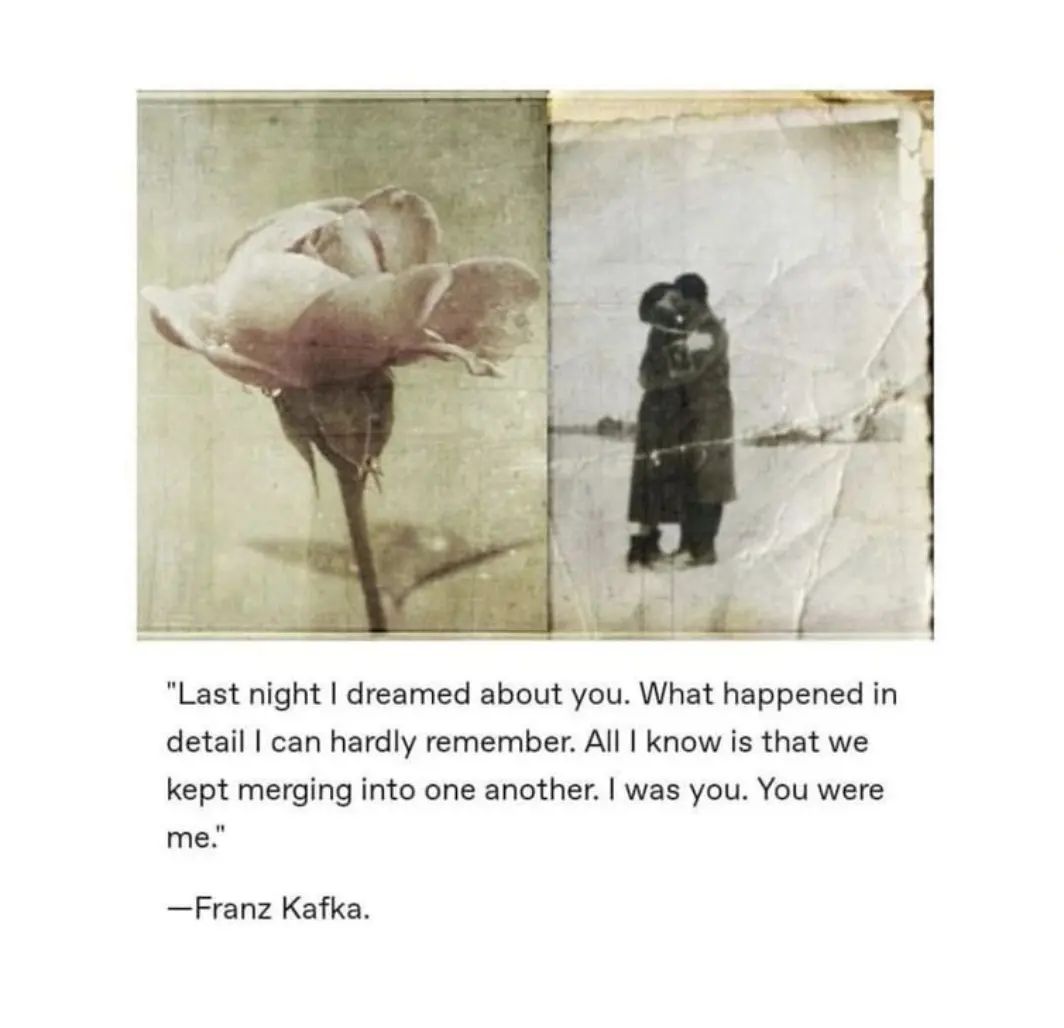 "Last night I dreamed about you. What happened in
detail I can hardly remember. All I know is that we
kept merging into one another. I was you. You were
me."
—Franz Kafka.